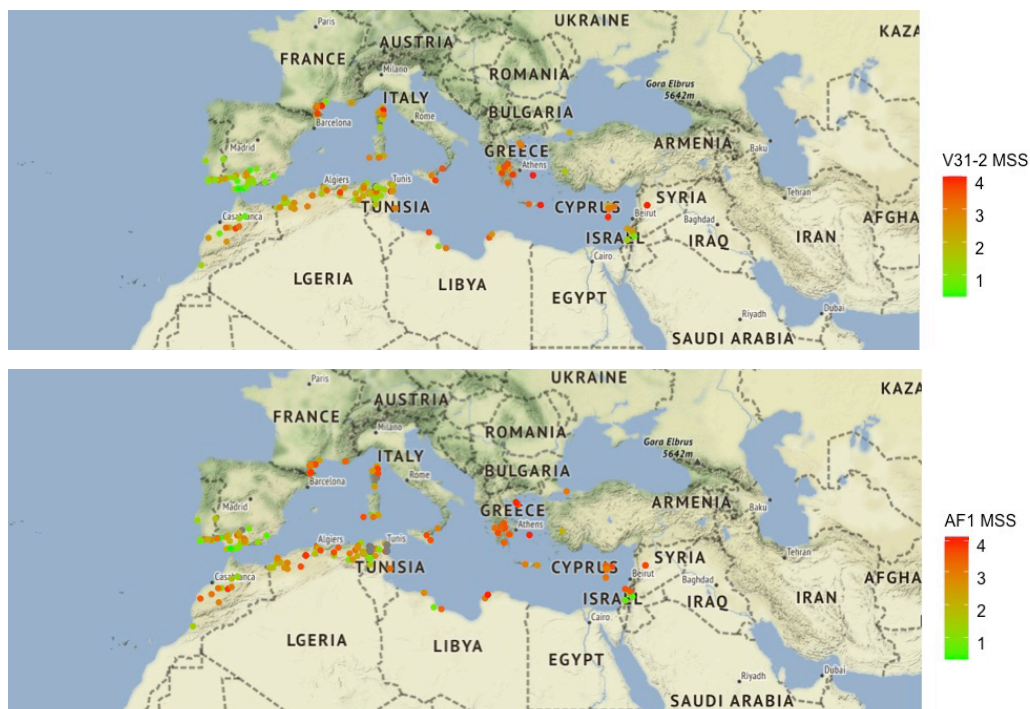 UKRAINE
Paris
KAZA
AUSTRIA
FRANCE
Milano
ROMANIA
Gora Elbrus
5642m
ITALY
BULGARIA
Rome
Barcelona
Madrid
GREECE
ARMENIA
Baku
Athens
V31-2 MSS
4
3
2
1
Algiers
Tunis
Tehran
SYRIA
TUNISIA
CYPRUS
Beirut
Casablanca
Baghdad
AFGHA
ISRAEL
IRAQ
IRAN
Cairo
LGERIA
LIBYA
EGYPT
Dubai
Riyadh
SAUDI ARABIA
UKRAINE
Paris
KAZA
AUSTRIA
FRANCE
Milano
ROMANIA
Gora Elbrus
5642m
ITALY
BULGARIA
Rome
Barcelona
Madrid
GREECE
ARMENIA
Baku
Athens
AF1 MSS
4
3
2
1
Algiers
Tunis
Tehran
SYRIA
TUNISIA
CYPRUS
Beirut
Casablanca
Baghdad
AFGHA
ISRAEL
IRAQ
IRAN
Cairo
LGERIA
LIBYA
EGYPT
Dubai
Riyadh
SAUDI ARABIA